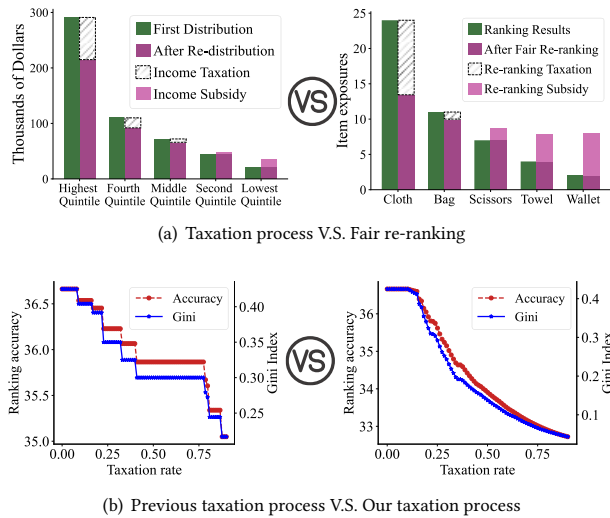 Thousands of Dollars
300
200
100
0
First Distribution
After Re-distribution
Income Taxation
Income Subsidy
Highest Quintile
Fourth Quintile
Middle Quintile
Second Quintile
Lowest Quintile
VS
Item exposures
25
20
15
10
5
0
Ranking Results
After Fair Re-ranking
Re-ranking Taxation
Re-ranking Subsidy
Cloth
Bag
Scissors
Towel
Wallet
(a) Taxation process V.S. Fair re-ranking
Ranking accuracy
36.5
36.0
35.5
35.0
Accuracy
Gini
0.40
0.35
0.30
0.25
Gini Index
0.00
0.25
0.50
0.75
Taxation rate
VS
Ranking accuracy
36
35
34
33
Accuracy
Gini
0.4
0.3
0.2
0.1
Gini Index
0.00
0.25
0.50
0.75
Taxation rate
(b) Previous taxation process V.S. Our taxation process